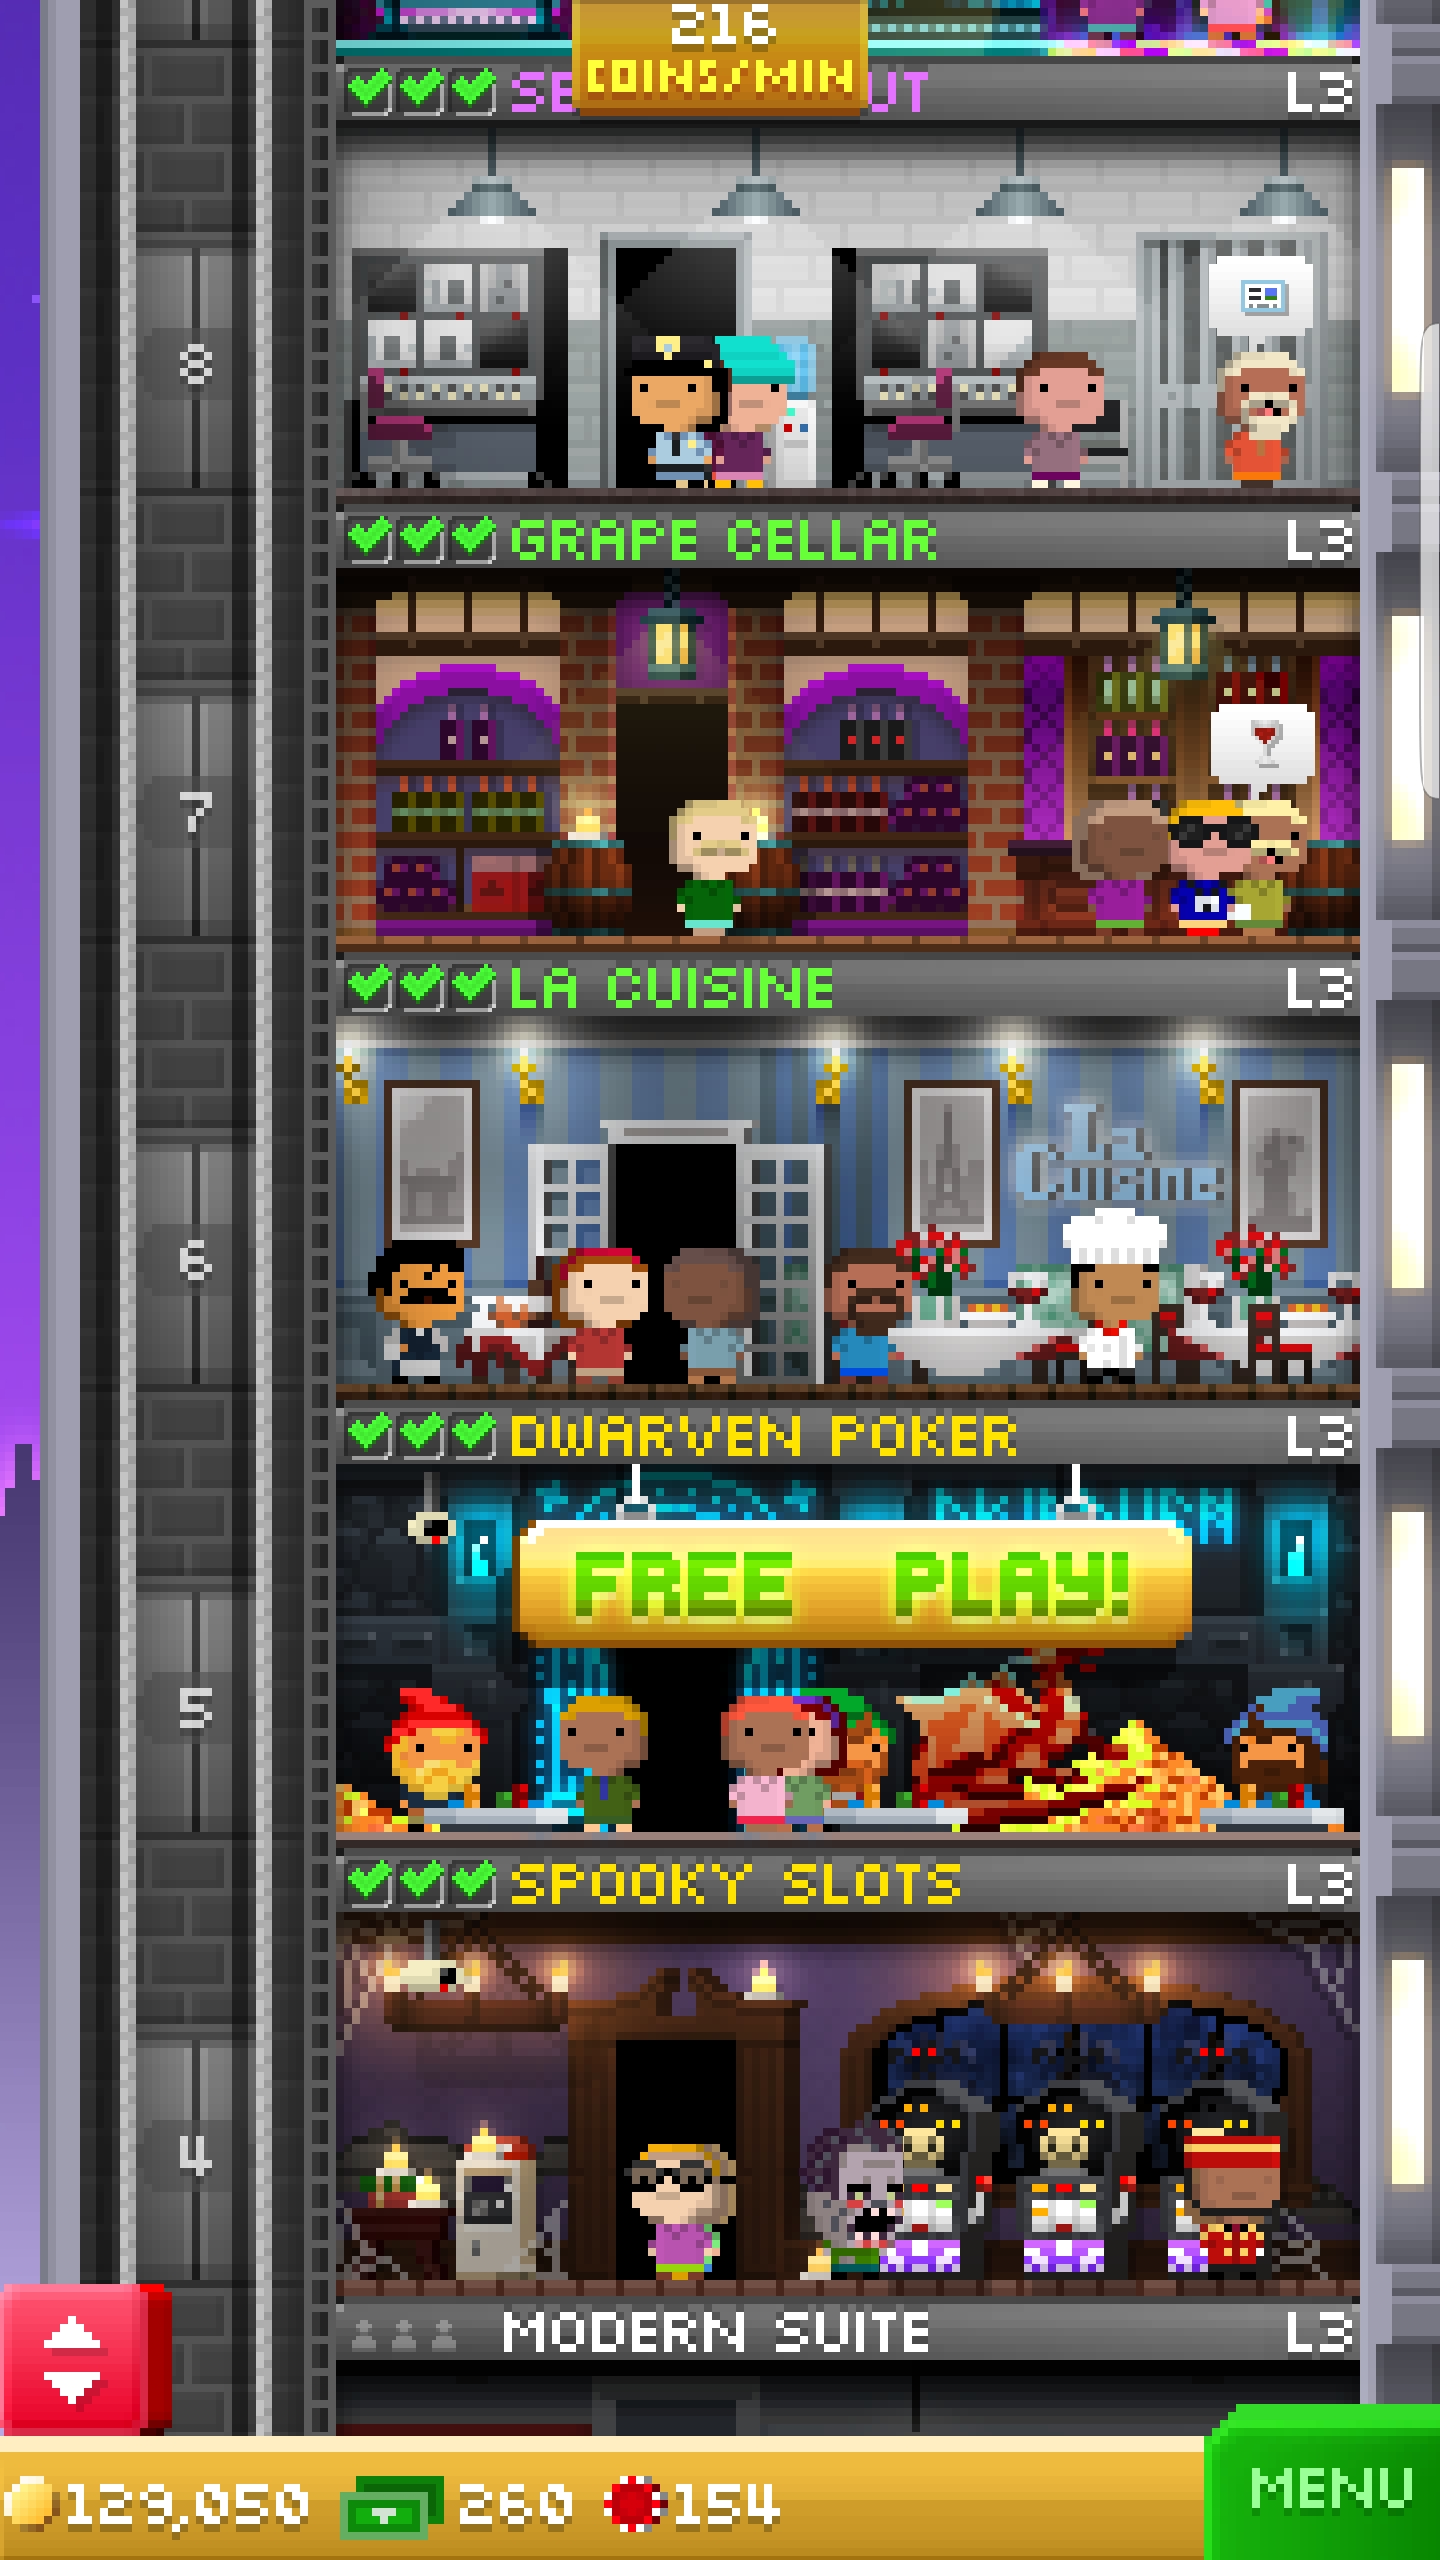 216
COINS/MIN
SE UT L3
8
GRAPE CELLAR L3
7
LA CUISINE L3
La
Cuisine
6
DWARVEN POKER L3
FREE PLAY!
5
SPOOKY SLOTS L3
4
MODERN SUITE L3
129,050 260 154
MENU